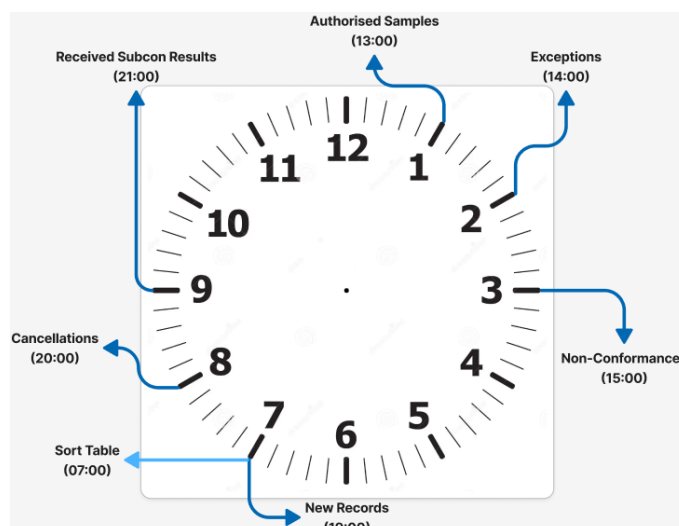 Authorised Samples
(13:00)
Received Subcon Results
(21:00)
Exceptions
(14:00)
12
11
1
10
2
9
3
8
4
7
5
6
Cancellations
(20:00)
Non-Conformance
(15:00)
Sort Table
(07:00)
New Records